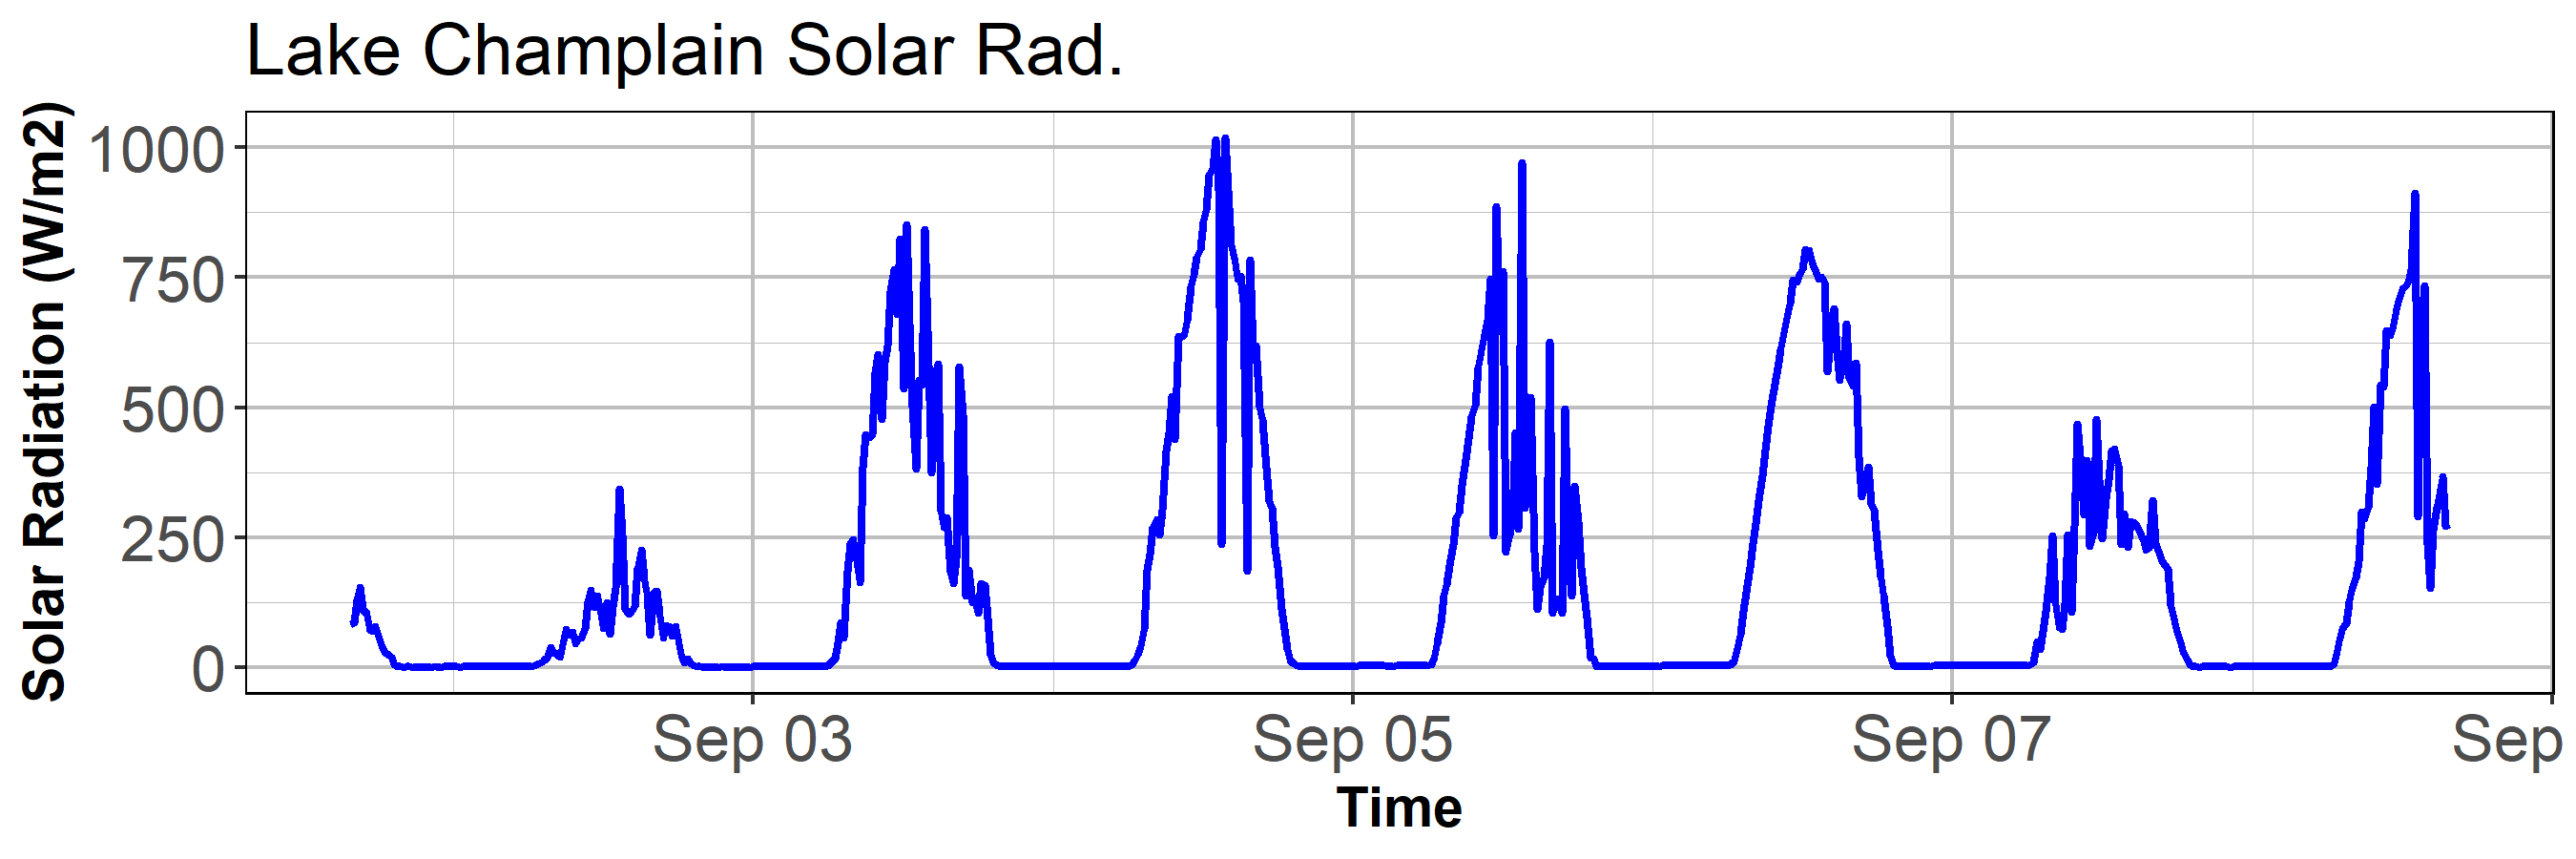 Lake Champlain Solar Rad.
Solar Radiation (W/m2)
1000
750
500
250
0
Sep 03 Sep 05 Sep 07 Sep
Time